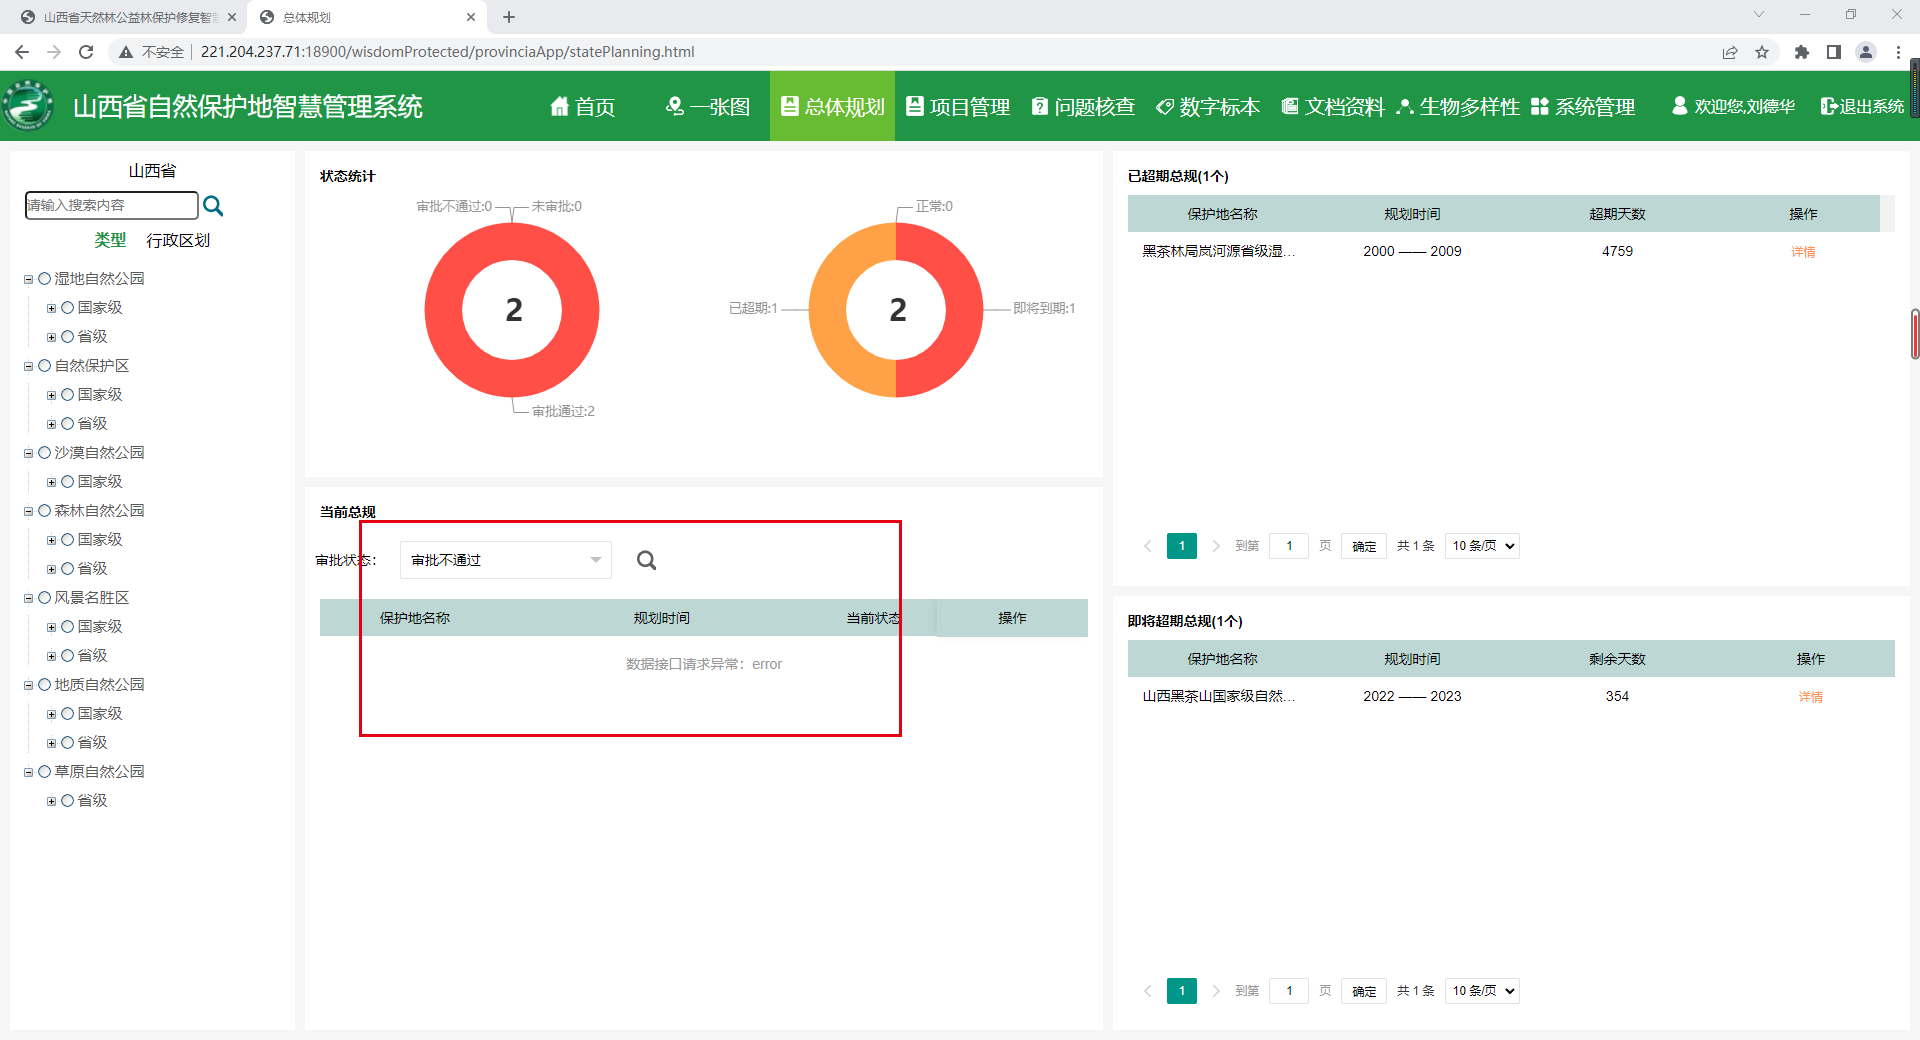 山西省天然林公益林保护修复智慧
总体规划
不安全
221.204.237.71:18900/wisdomProtected/provinciaApp/statePlanning.html
山西省自然保护地智慧管理系统
首页
一张图
总体规划
项目管理
问题核查
数字标本
文档资料
生物多样性
系统管理
欢迎您,刘德华
退出系统
山西省
请输入搜索内容
类型 行政区划
湿地自然公园
国家级
省级
自然保护区
国家级
省级
沙漠自然公园
国家级
森林自然公园
国家级
省级
风景名胜区
国家级
省级
地质自然公园
国家级
省级
草原自然公园
省级
状态统计
审批不通过:0
未审批:0
2
审批通过:2
正常:0
已超期:1
2
即将到期:1
当前总规
审批状态：
审批不通过
保护地名称 规划时间 当前状态 操作
数据接口请求异常：error
已超期总规(1个)
保护地名称 规划时间 超期天数 操作
黑茶林局岚河源省级湿... 2000 —— 2009 4759 详情
1 到第 1 页 确定 共 1 条 10 条/页
即将超期总规(1个)
保护地名称 规划时间 剩余天数 操作
山西黑茶山国家级自然... 2022 —— 2023 354 详情
1 到第 1 页 确定 共 1 条 10 条/页